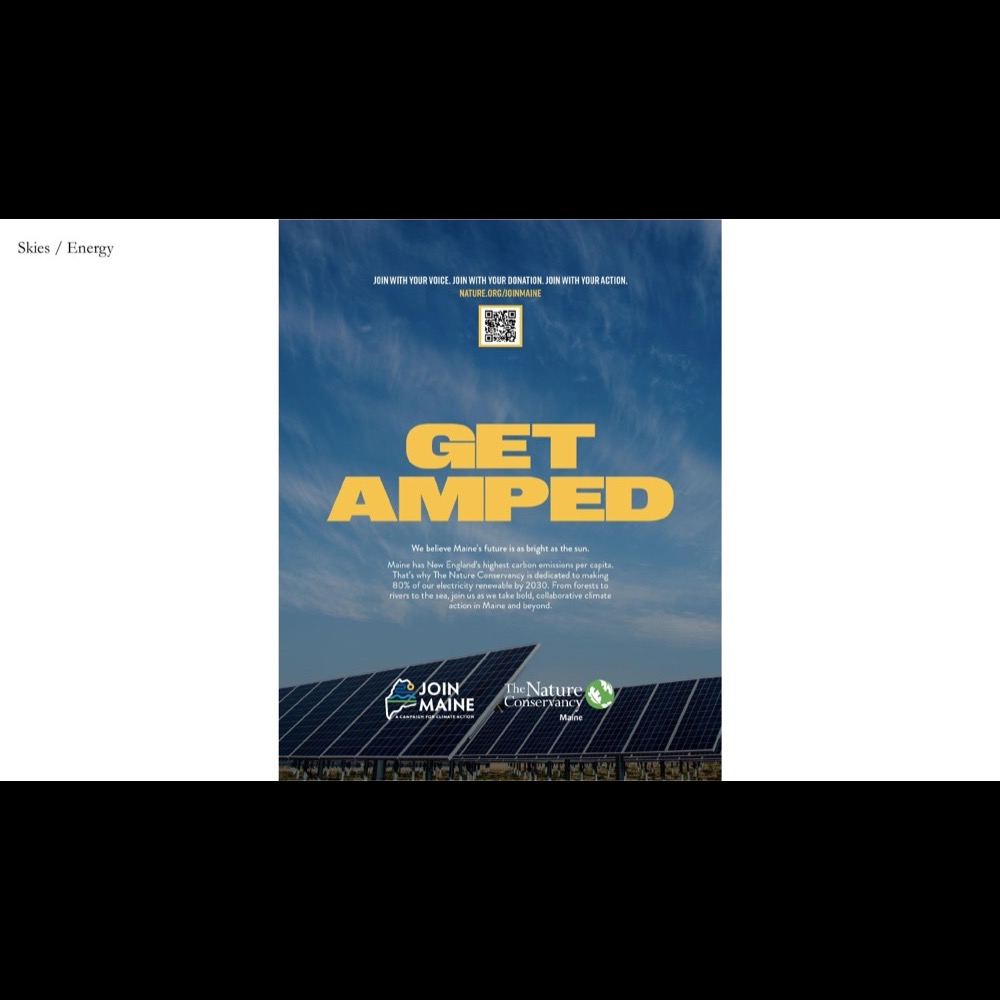 Skies / Energy
JOIN WITH YOUR VOICE. JOIN WITH YOUR DONATION. JOIN WITH YOUR ACTION.
NATURE.ORG/JOINMAINE
GET
AMPED
We believe Maine's future is as bright as the sun.
Maine has New England's highest carbon emissions per capita.
That's why The Nature Conservancy is dedicated to making
80% of our electricity renewable by 2030. From forests to
rivers to the sea, join us as we take bold, collaborative climate
action in Maine and beyond.
JOIN
MAINE
A CAMPAIGN FOR CLIMATE ACTION
The Nature
Conservancy
Maine